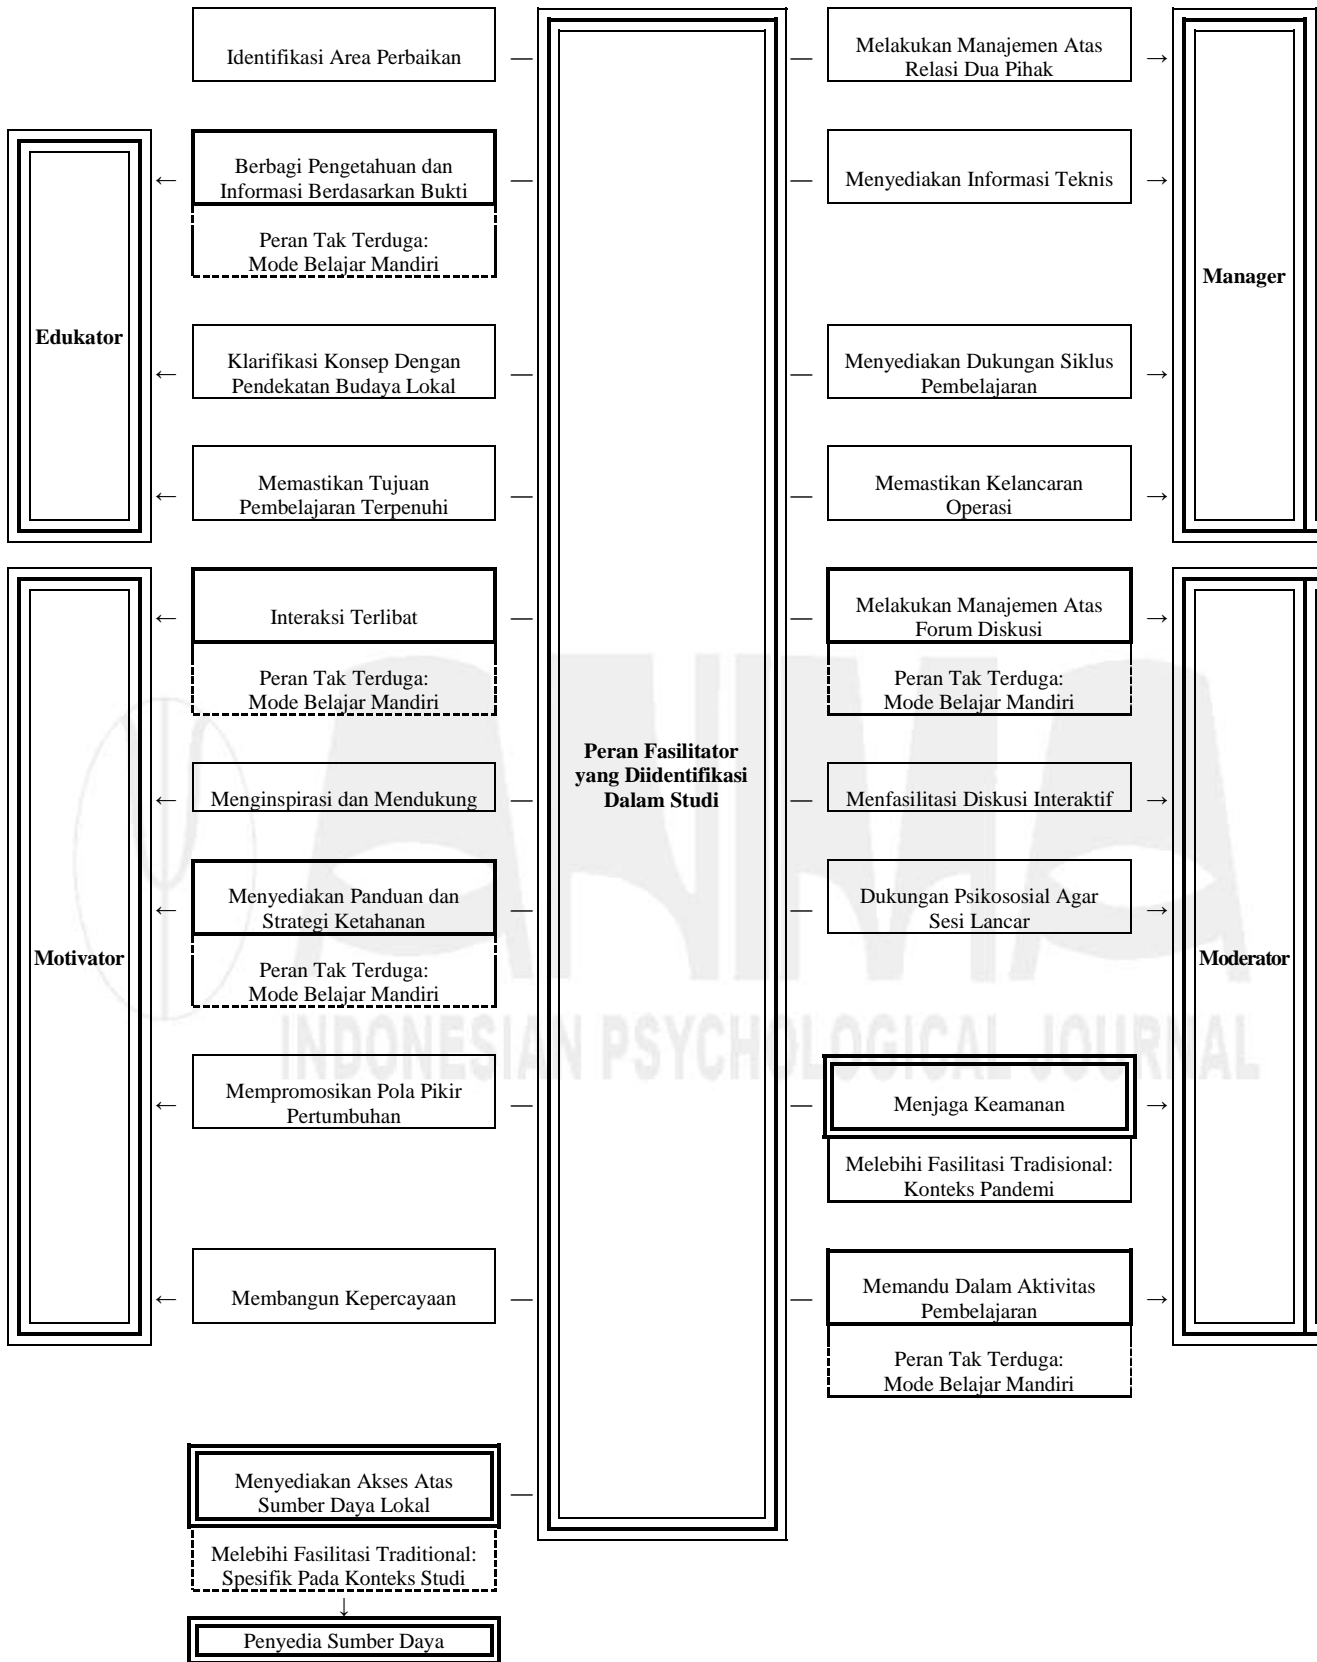 Identifikasi Area Perbaikan
—
—
Melakukan Manajemen Atas
Relasi Dua Pihak
→
←
Berbagi Pengetahuan dan
Informasi Berdasarkan Bukti
—
—
Menyediakan Informasi Teknis
→
Peran Tak Terduga:
Mode Belajar Mandiri
Manager
Edukator
←
Klarifikasi Konsep Dengan
Pendekatan Budaya Lokal
—
—
Menyediakan Dukungan Siklus
Pembelajaran
→
←
Memastikan Tujuan
Pembelajaran Terpenuhi
—
—
Memastikan Kelancaran
Operasi
→
←
Interaksi Terlibat
—
—
Melakukan Manajemen Atas
Forum Diskusi
→
Peran Tak Terduga:
Mode Belajar Mandiri
Peran Tak Terduga:
Mode Belajar Mandiri
Peran Fasilitator
yang Diidentifikasi
Dalam Studi
←
Menginspirasi dan Mendukung
—
—
Menfasilitasi Diskusi Interaktif
→
←
Menyediakan Panduan dan
Strategi Ketahanan
—
—
Dukungan Psikososial Agar
Sesi Lancar
→
Motivator
Peran Tak Terduga:
Mode Belajar Mandiri
Moderator
ANIMA
INDONESIAN PSYCHOLOGICAL JOURNAL
←
Mempromosikan Pola Pikir
Pertumbuhan
—
—
Menjaga Keamanan
→
Melebihi Fasilitasi Tradisional:
Konteks Pandemi
←
Membangun Kepercayaan
—
—
Memandu Dalam Aktivitas
Pembelajaran
→
Peran Tak Terduga:
Mode Belajar Mandiri
Menyediakan Akses Atas
Sumber Daya Lokal
—
Melebihi Fasilitasi Traditional:
Spesifik Pada Konteks Studi
↓
Penyedia Sumber Daya